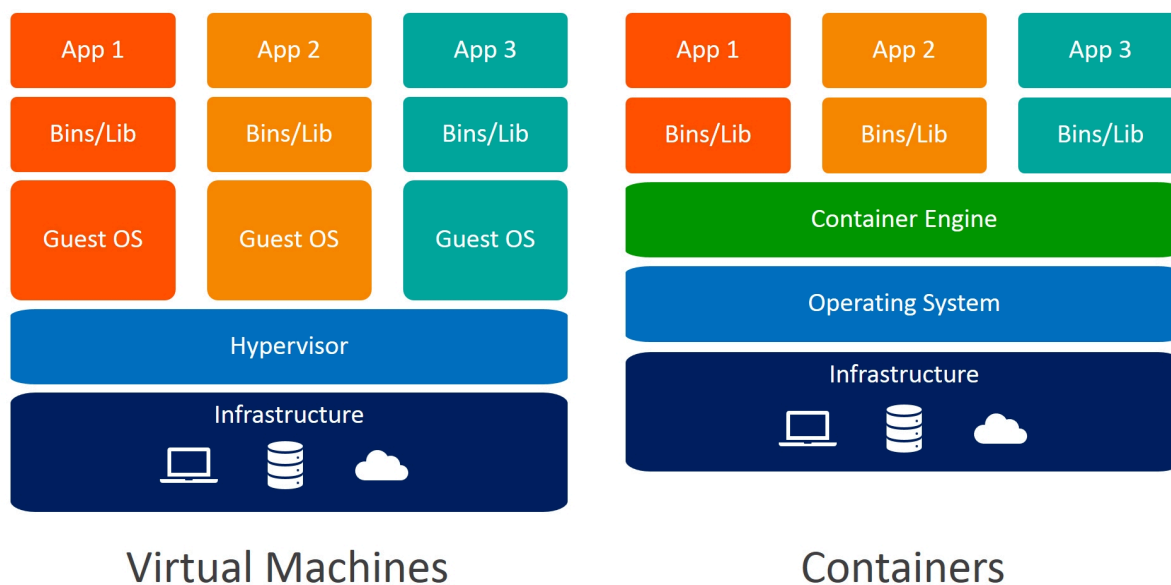 App 1
App 2
App 3
Bins/Lib
Bins/Lib
Bins/Lib
Guest OS
Guest OS
Guest OS
Hypervisor
Infrastructure
Virtual Machines
App 1
App 2
App 3
Bins/Lib
Bins/Lib
Bins/Lib
Container Engine
Operating System
Infrastructure
Containers